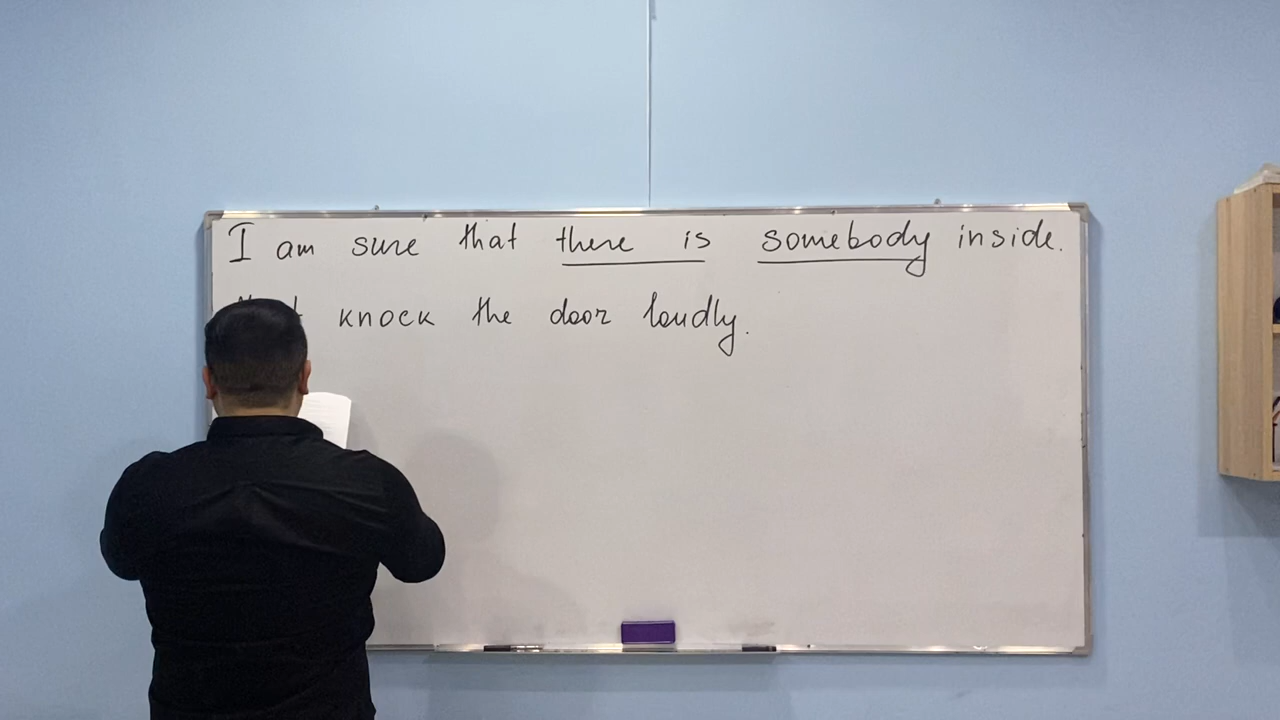 I am sure that there is somebody inside.
knock the door loudly.